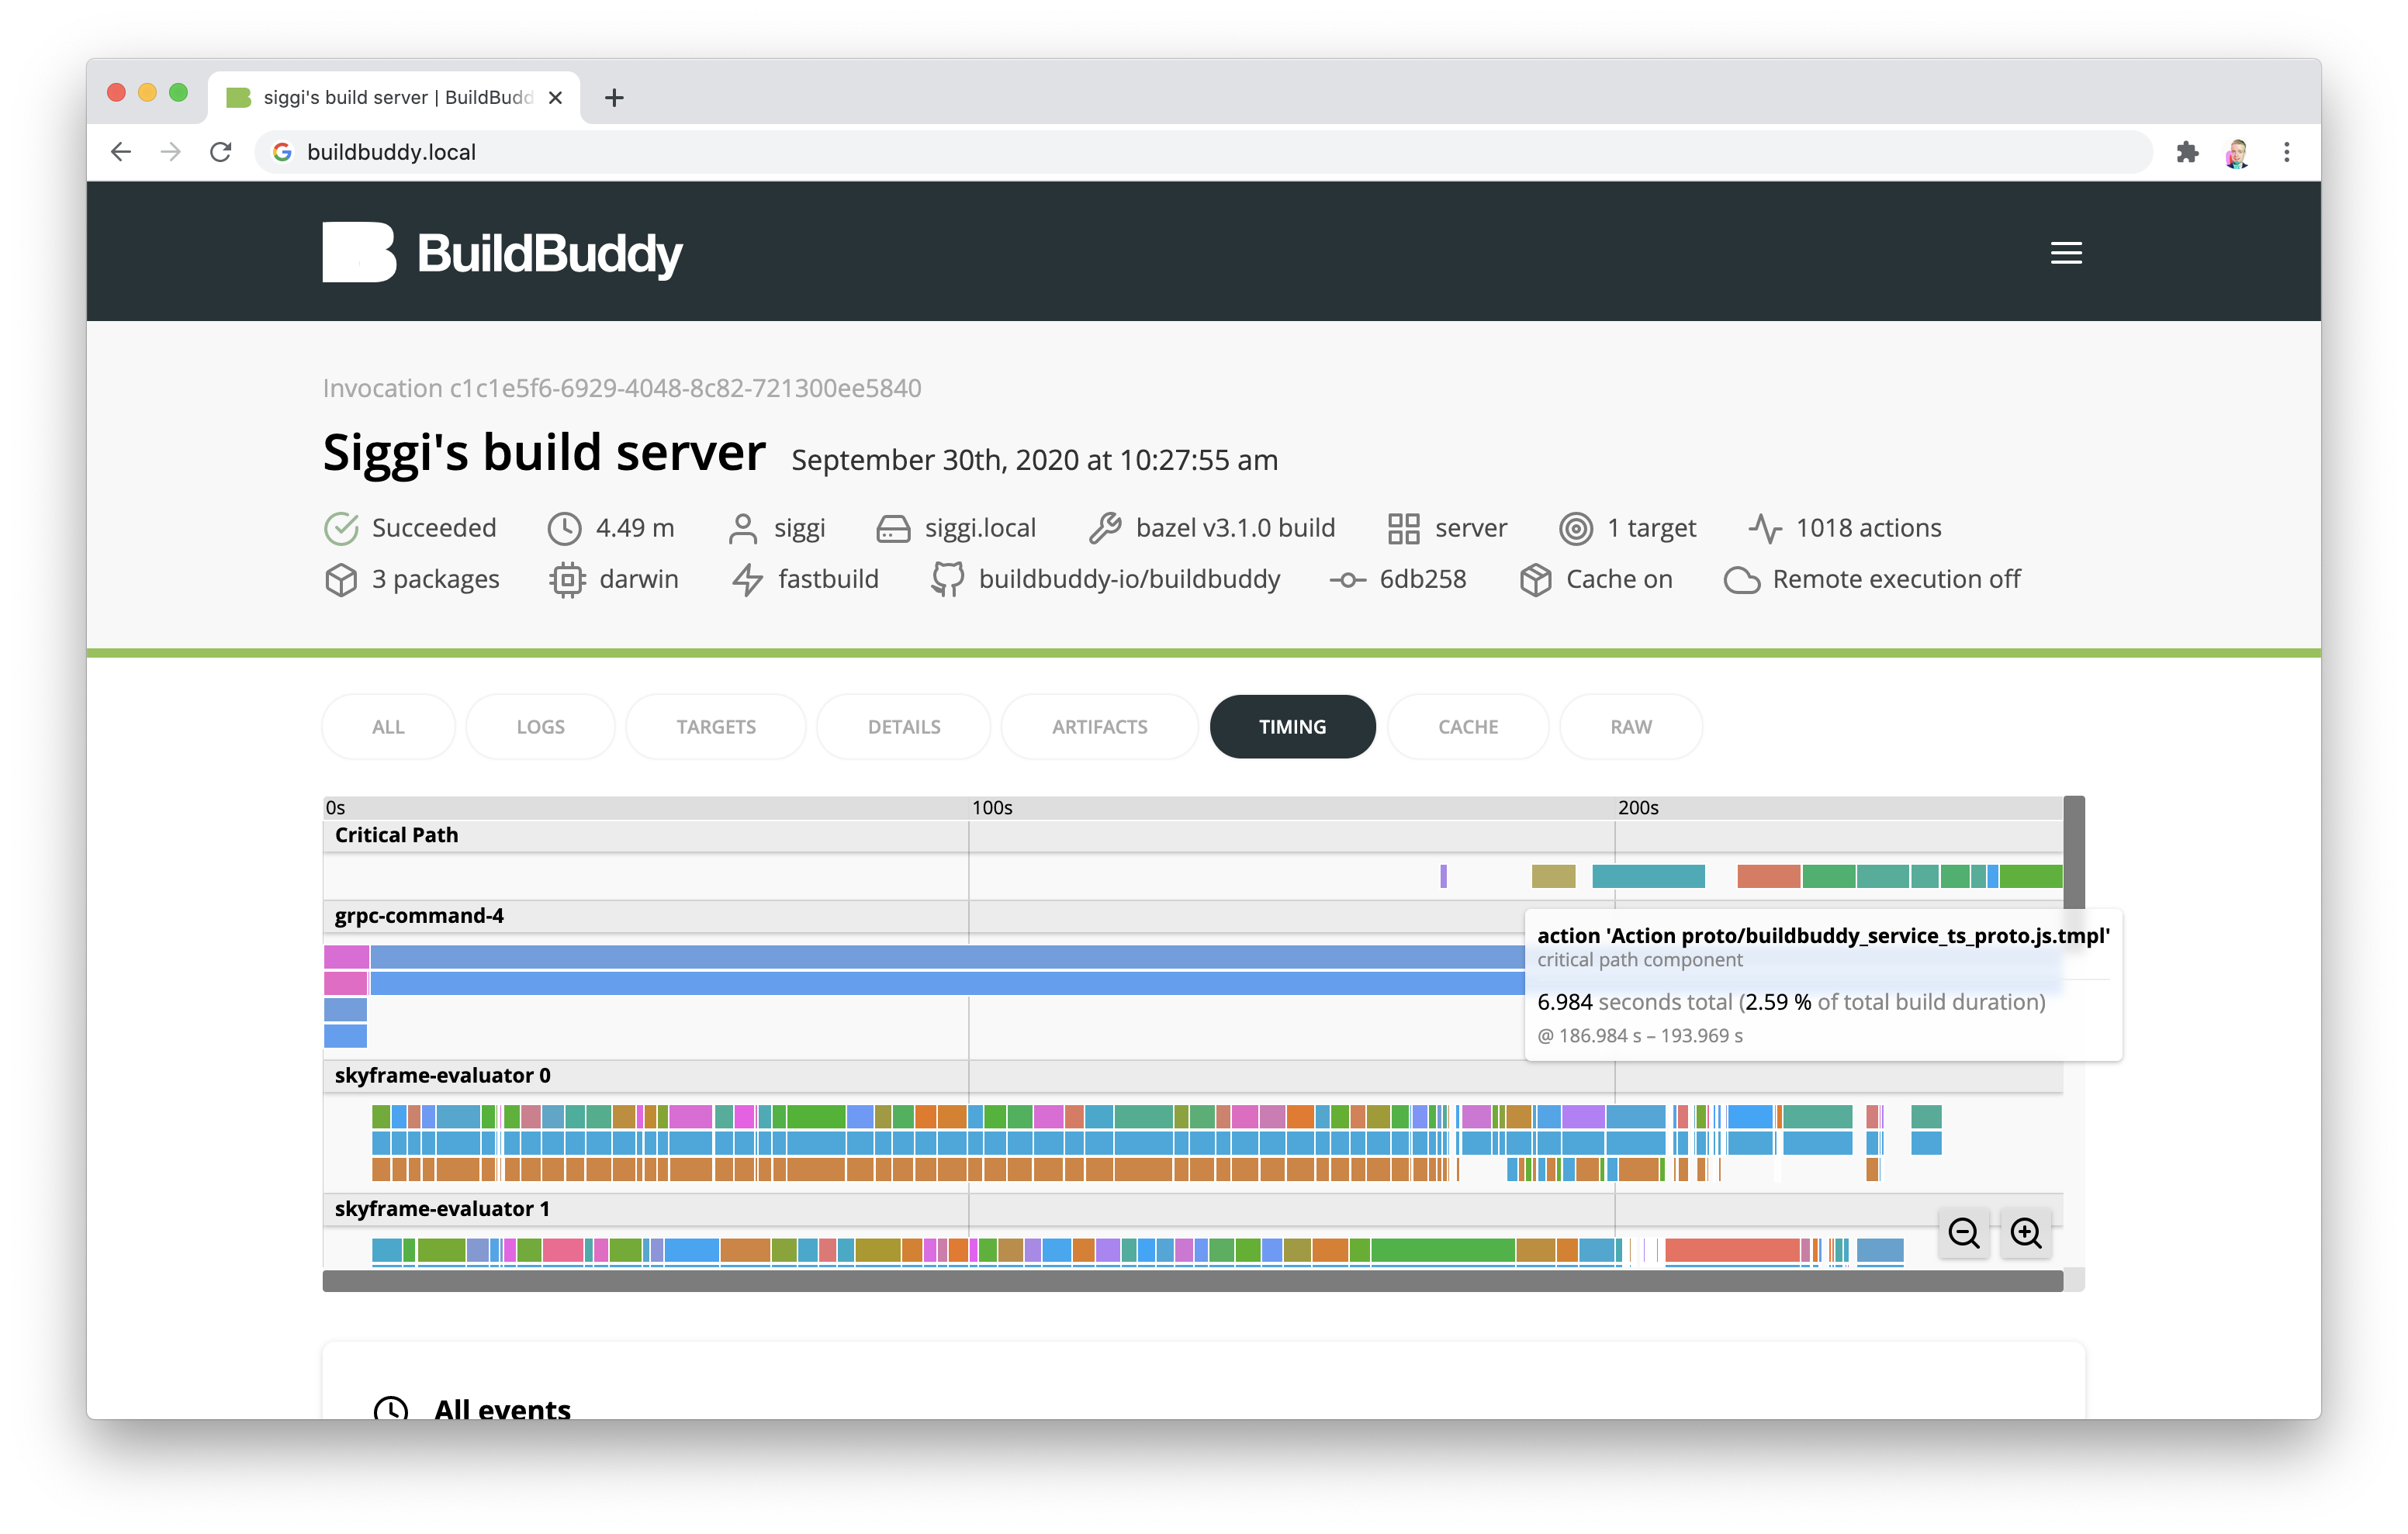 siggi's build server | BuildBudd
buildbuddy.local
BuildBuddy
Invocation c1c1e5f6-6929-4048-8c82-721300ee5840
Siggi's build server September 30th, 2020 at 10:27:55 am
Succeeded 4.49 m siggi siggi.local bazel v3.1.0 build server 1 target 1018 actions
3 packages darwin fastbuild buildbuddy-io/buildbuddy 6db258 Cache on Remote execution off
ALL LOGS TARGETS DETAILS ARTIFACTS TIMING CACHE RAW
0s 100s 200s
Critical Path
grpc-command-4
action 'Action proto/buildbuddy_service_ts_proto.js.tmpl'
critical path component
6.984 seconds total (2.59 % of total build duration)
@ 186.984 s – 193.969 s
skyframe-evaluator 0
skyframe-evaluator 1
All events